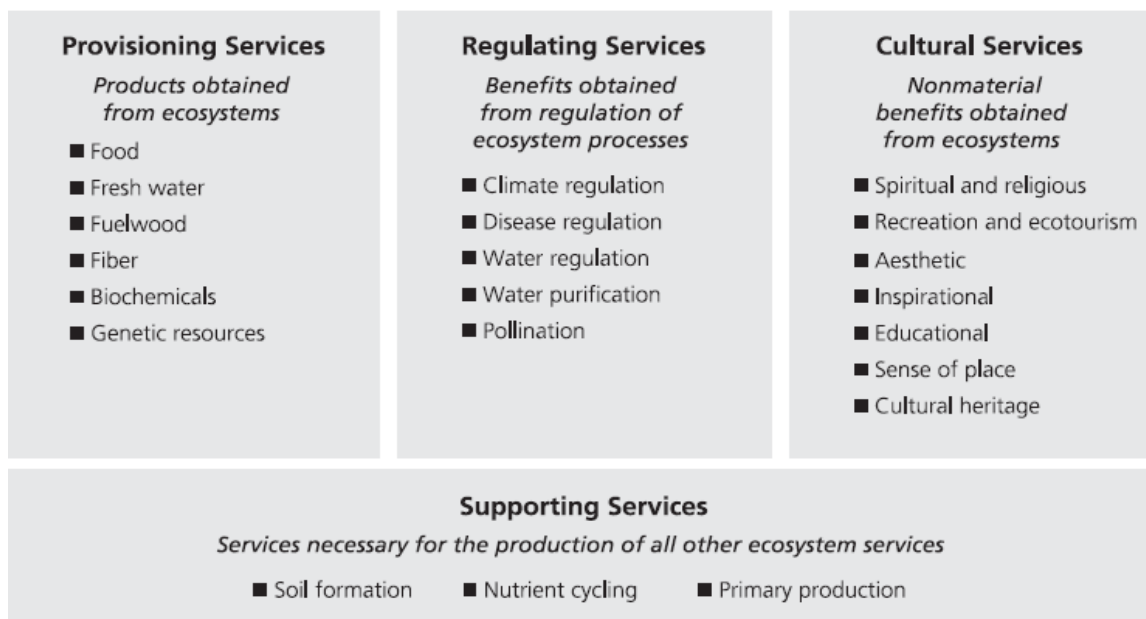 Provisioning Services
Products obtained
from ecosystems
■ Food
■ Fresh water
■ Fuelwood
■ Fiber
■ Biochemicals
■ Genetic resources
Regulating Services
Benefits obtained
from regulation of
ecosystem processes
■ Climate regulation
■ Disease regulation
■ Water regulation
■ Water purification
■ Pollination
Cultural Services
Nonmaterial
benefits obtained
from ecosystems
■ Spiritual and religious
■ Recreation and ecotourism
■ Aesthetic
■ Inspirational
■ Educational
■ Sense of place
■ Cultural heritage
Supporting Services
Services necessary for the production of all other ecosystem services
■ Soil formation ■ Nutrient cycling ■ Primary production